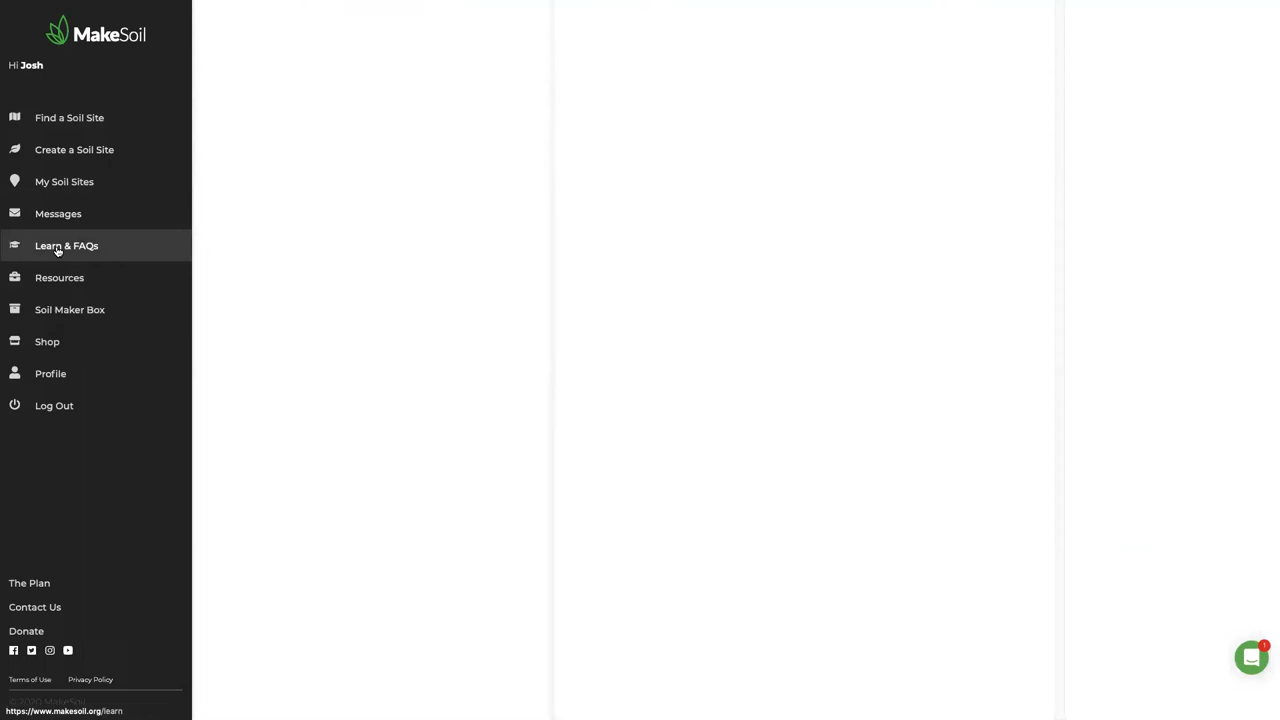 MakeSoil
Hi Josh
Find a Soil Site
Create a Soil Site
My Soil Sites
Messages
Learn & FAQs
Resources
Soil Maker Box
Shop
Profile
Log Out
The Plan
Contact Us
Donate
Terms of Use Privacy Policy
© 2020 MakeSoil
https://www.makesoil.org/learn
1